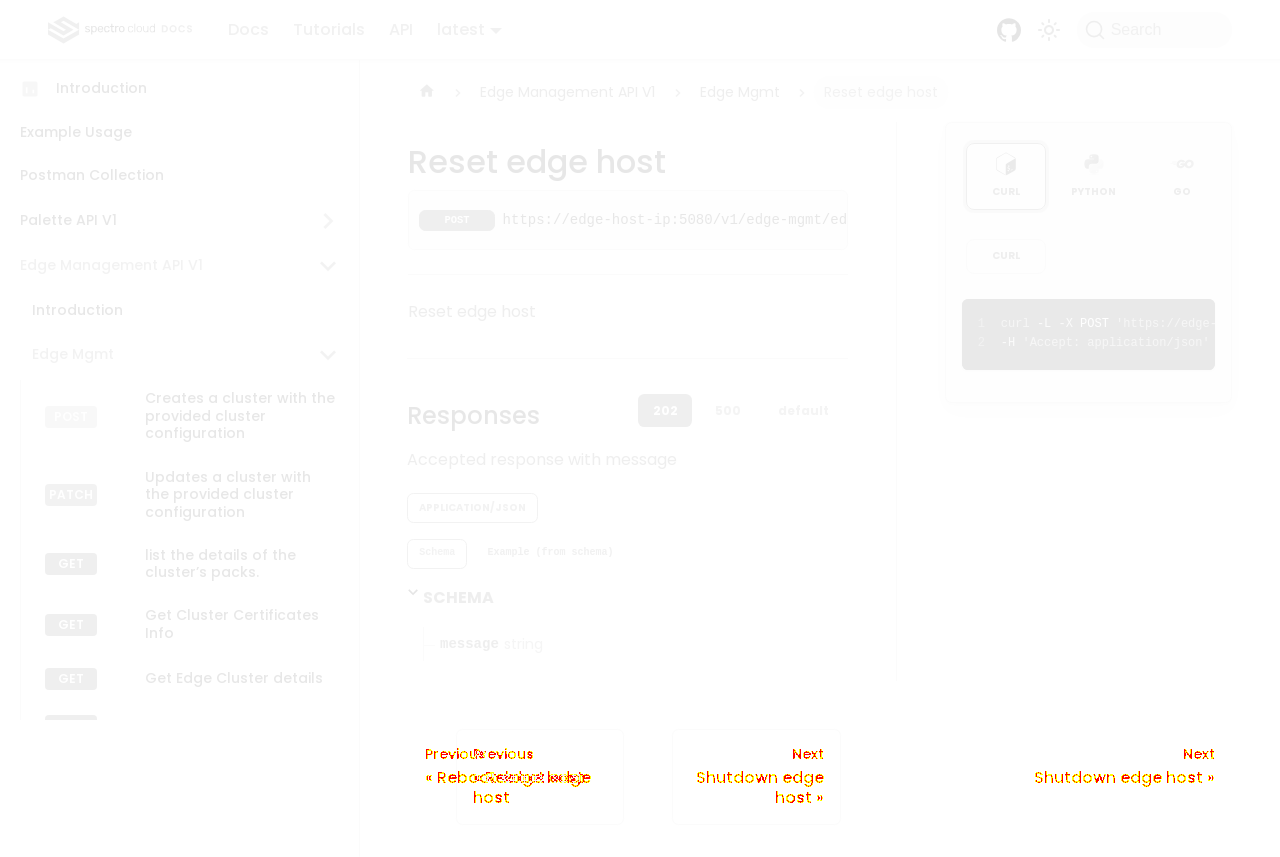 spectro cloud DOCS
Docs
Tutorials
API
latest
Search
Introduction
Example Usage
Postman Collection
Palette API V1
Edge Management API V1
Introduction
Edge Mgmt
POST
Creates a cluster with the
provided cluster
configuration
PATCH
Updates a cluster with
the provided cluster
configuration
GET
list the details of the
cluster's packs.
GET
Get Cluster Certificates
Info
GET
Get Edge Cluster details
Edge Management API V1
Edge Mgmt
Reset edge host
Reset edge host
POST
https://edge-host-ip:5080/v1/edge-mgmt/ed
Reset edge host
Responses
202
500
default
Accepted response with message
APPLICATION/JSON
Schema
Example (from schema)
SCHEMA
message string
CURL
PYTHON
GO
CURL
1 curl -L -X POST 'https://edge-
2 -H 'Accept: application/json'
Previous
Previous
« Reboot
host
Next
Shutdown edge
host »
Next
Shutdown edge host »